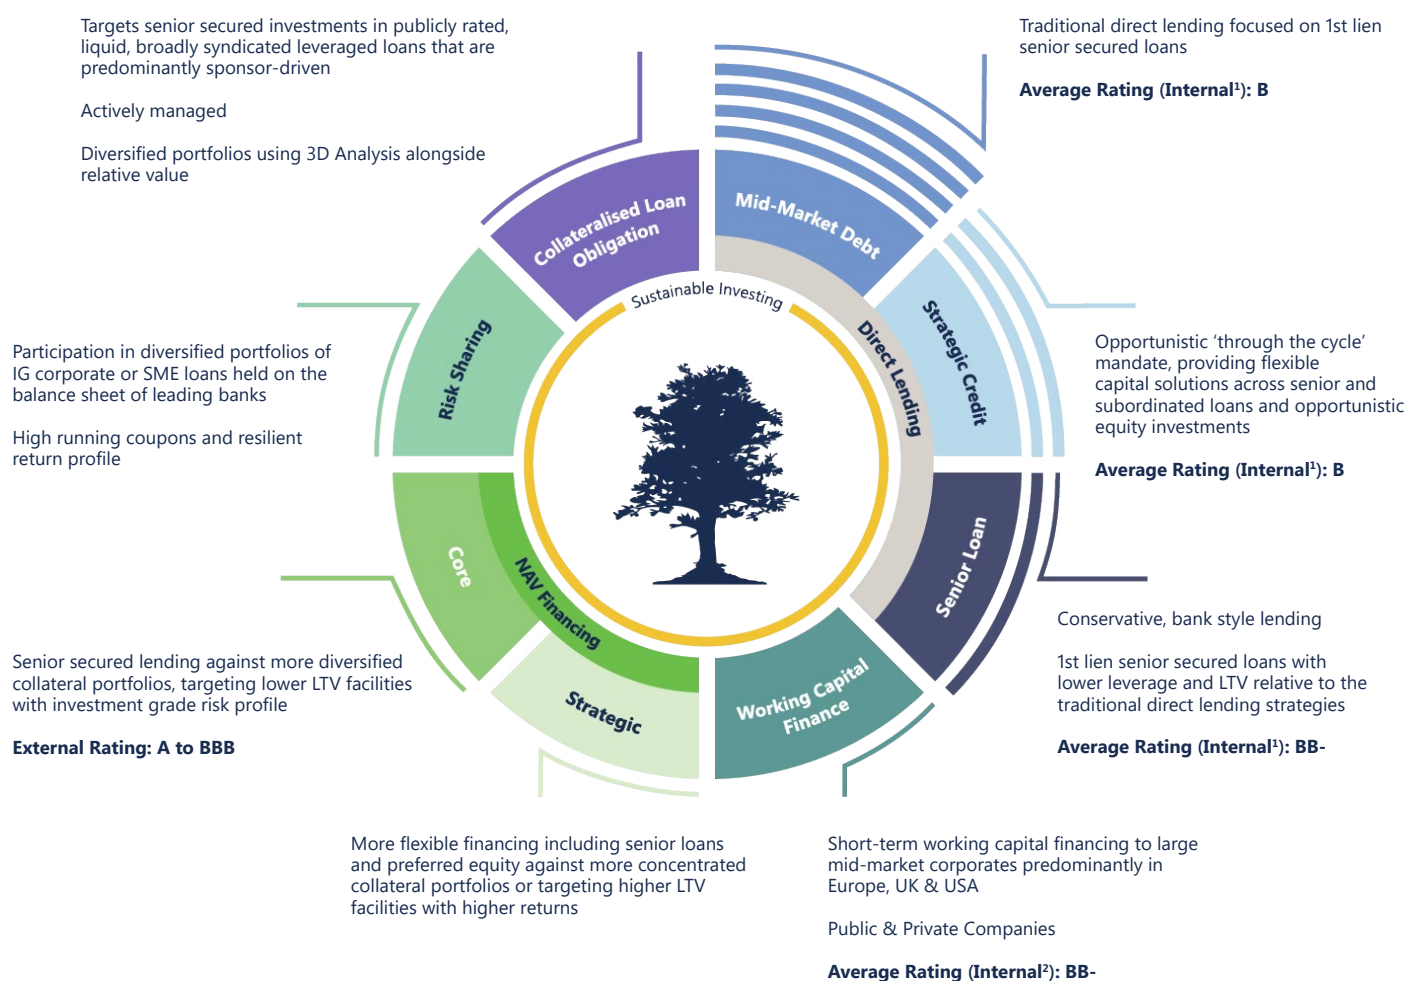 Targets senior secured investments in publicly rated,
liquid, broadly syndicated leveraged loans that are
predominantly sponsor-driven
Actively managed
Diversified portfolios using 3D Analysis alongside
relative value
Traditional direct lending focused on 1st lien
senior secured loans
Average Rating (Internal¹): B
Collateralised Loan
Obligation
Mid-Market Debt
Sustainable Investing
Direct Lending
Strategic Credit
Risk Sharing
Participation in diversified portfolios of
IG corporate or SME loans held on the
balance sheet of leading banks
High running coupons and resilient
return profile
Opportunistic ‘through the cycle’
mandate, providing flexible
capital solutions across senior and
subordinated loans and opportunistic
equity investments
Average Rating (Internal¹): B
Core
NAV Financing
Senior Loan
Strategic
Working Capital
Finance
Senior secured lending against more diversified
collateral portfolios, targeting lower LTV facilities
with investment grade risk profile
External Rating: A to BBB
Conservative, bank style lending
1st lien senior secured loans with
lower leverage and LTV relative to the
traditional direct lending strategies
Average Rating (Internal¹): BB-
More flexible financing including senior loans
and preferred equity against more concentrated
collateral portfolios or targeting higher LTV
facilities with higher returns
Short-term working capital financing to large
mid-market corporates predominantly in
Europe, UK & USA
Public & Private Companies
Average Rating (Internal²): BB-